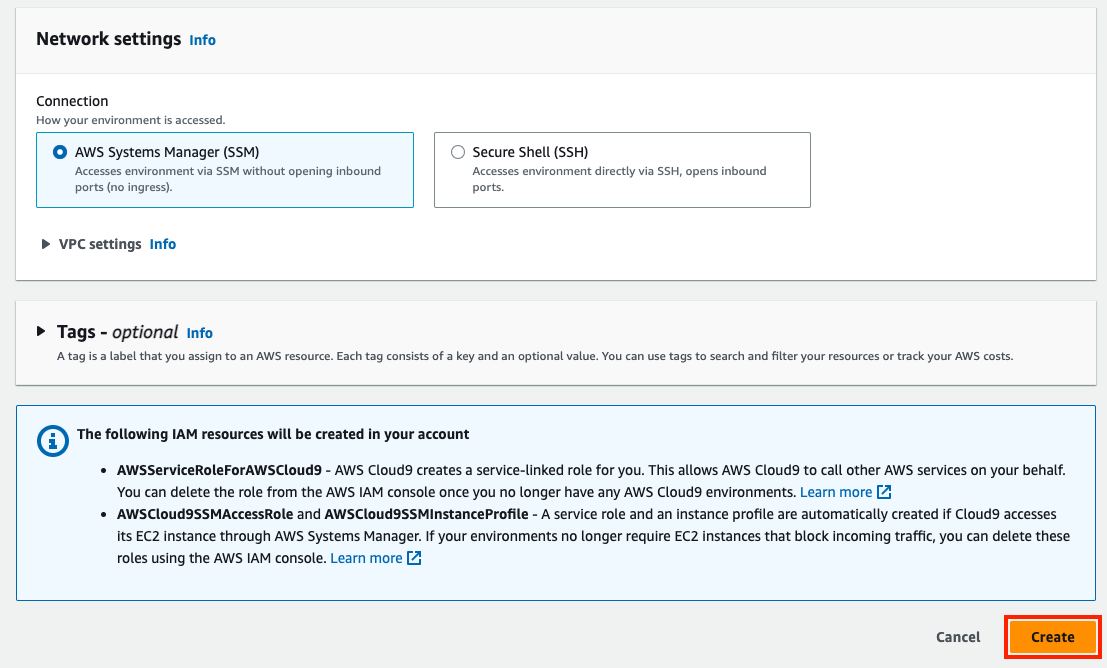 Network settings Info
Connection
How your environment is accessed.
AWS Systems Manager (SSM)
Accesses environment via SSM without opening inbound
ports (no ingress).
Secure Shell (SSH)
Accesses environment directly via SSH, opens inbound
ports.
VPC settings Info
Tags - optional Info
A tag is a label that you assign to an AWS resource. Each tag consists of a key and an optional value. You can use tags to search and filter your resources or track your AWS costs.
The following IAM resources will be created in your account
• AWSServiceRoleForAWSCloud9 - AWS Cloud9 creates a service-linked role for you. This allows AWS Cloud9 to call other AWS services on your behalf.
You can delete the role from the AWS IAM console once you no longer have any AWS Cloud9 environments. Learn more
• AWSCloud9SSMAccessRole and AWSCloud9SSMInstanceProfile - A service role and an instance profile are automatically created if Cloud9 accesses
its EC2 instance through AWS Systems Manager. If your environments no longer require EC2 instances that block incoming traffic, you can delete these
roles using the AWS IAM console. Learn more
Cancel
Create